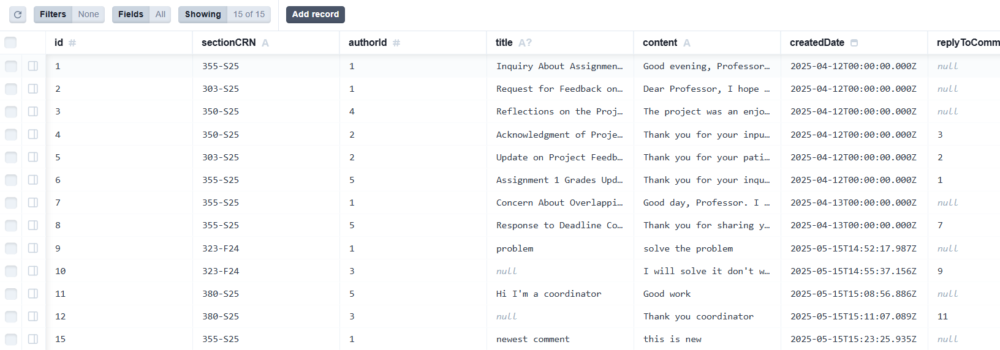 Filters None Fields All Showing 15 of 15 Add record
id # sectionCRN A authorId # title A? content A createdDate replyToComm
1 355-S25 1 Inquiry About Assignmen… Good evening, Professor… 2025-04-12T00:00:00.000Z null
2 303-S25 1 Request for Feedback on… Dear Professor, I hope … 2025-04-12T00:00:00.000Z null
3 350-S25 4 Reflections on the Proj… The project was an enjo… 2025-04-12T00:00:00.000Z null
4 350-S25 2 Acknowledgment of Proje… Thank you for your inpu… 2025-04-12T00:00:00.000Z 3
5 303-S25 2 Update on Project Feedb… Thank you for your pati… 2025-04-12T00:00:00.000Z 2
6 355-S25 5 Assignment 1 Grades Upd… Thank you for your inqu… 2025-04-12T00:00:00.000Z 1
7 355-S25 1 Concern About Overlappi… Good day, Professor. I … 2025-04-13T00:00:00.000Z null
8 355-S25 5 Response to Deadline Co… Thank you for sharing y… 2025-04-13T00:00:00.000Z 7
9 323-F24 1 problem solve the problem 2025-05-15T14:52:17.987Z null
10 323-F24 3 null I will solve it don't w… 2025-05-15T14:55:37.156Z 9
11 380-S25 5 Hi I'm a coordinator Good work 2025-05-15T15:08:56.886Z null
12 380-S25 3 null Thank you coordinator 2025-05-15T15:11:07.089Z 11
15 355-S25 1 newest comment this is new 2025-05-15T15:23:25.935Z null